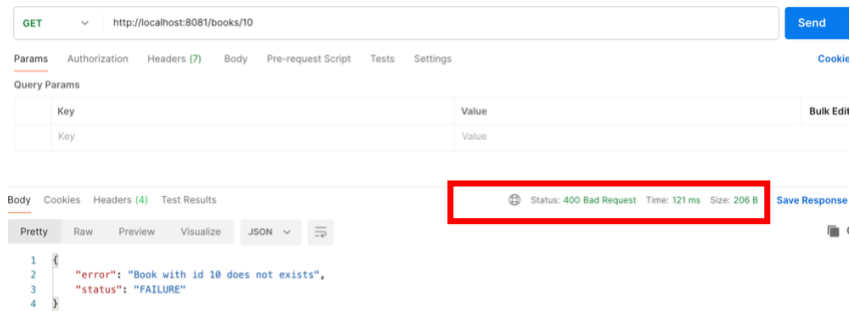 GET http://localhost:8081/books/10 Send
Params Authorization Headers (7) Body Pre-request Script Tests Settings Cookie
Query Params
Key Value Bulk Edit
Key Value
Body Cookies Headers (4) Test Results Status: 400 Bad Request Time: 121 ms Size: 206 B Save Response
Pretty Raw Preview Visualize JSON
1 {
2 "error": "Book with id 10 does not exists",
3 "status": "FAILURE"
4 }